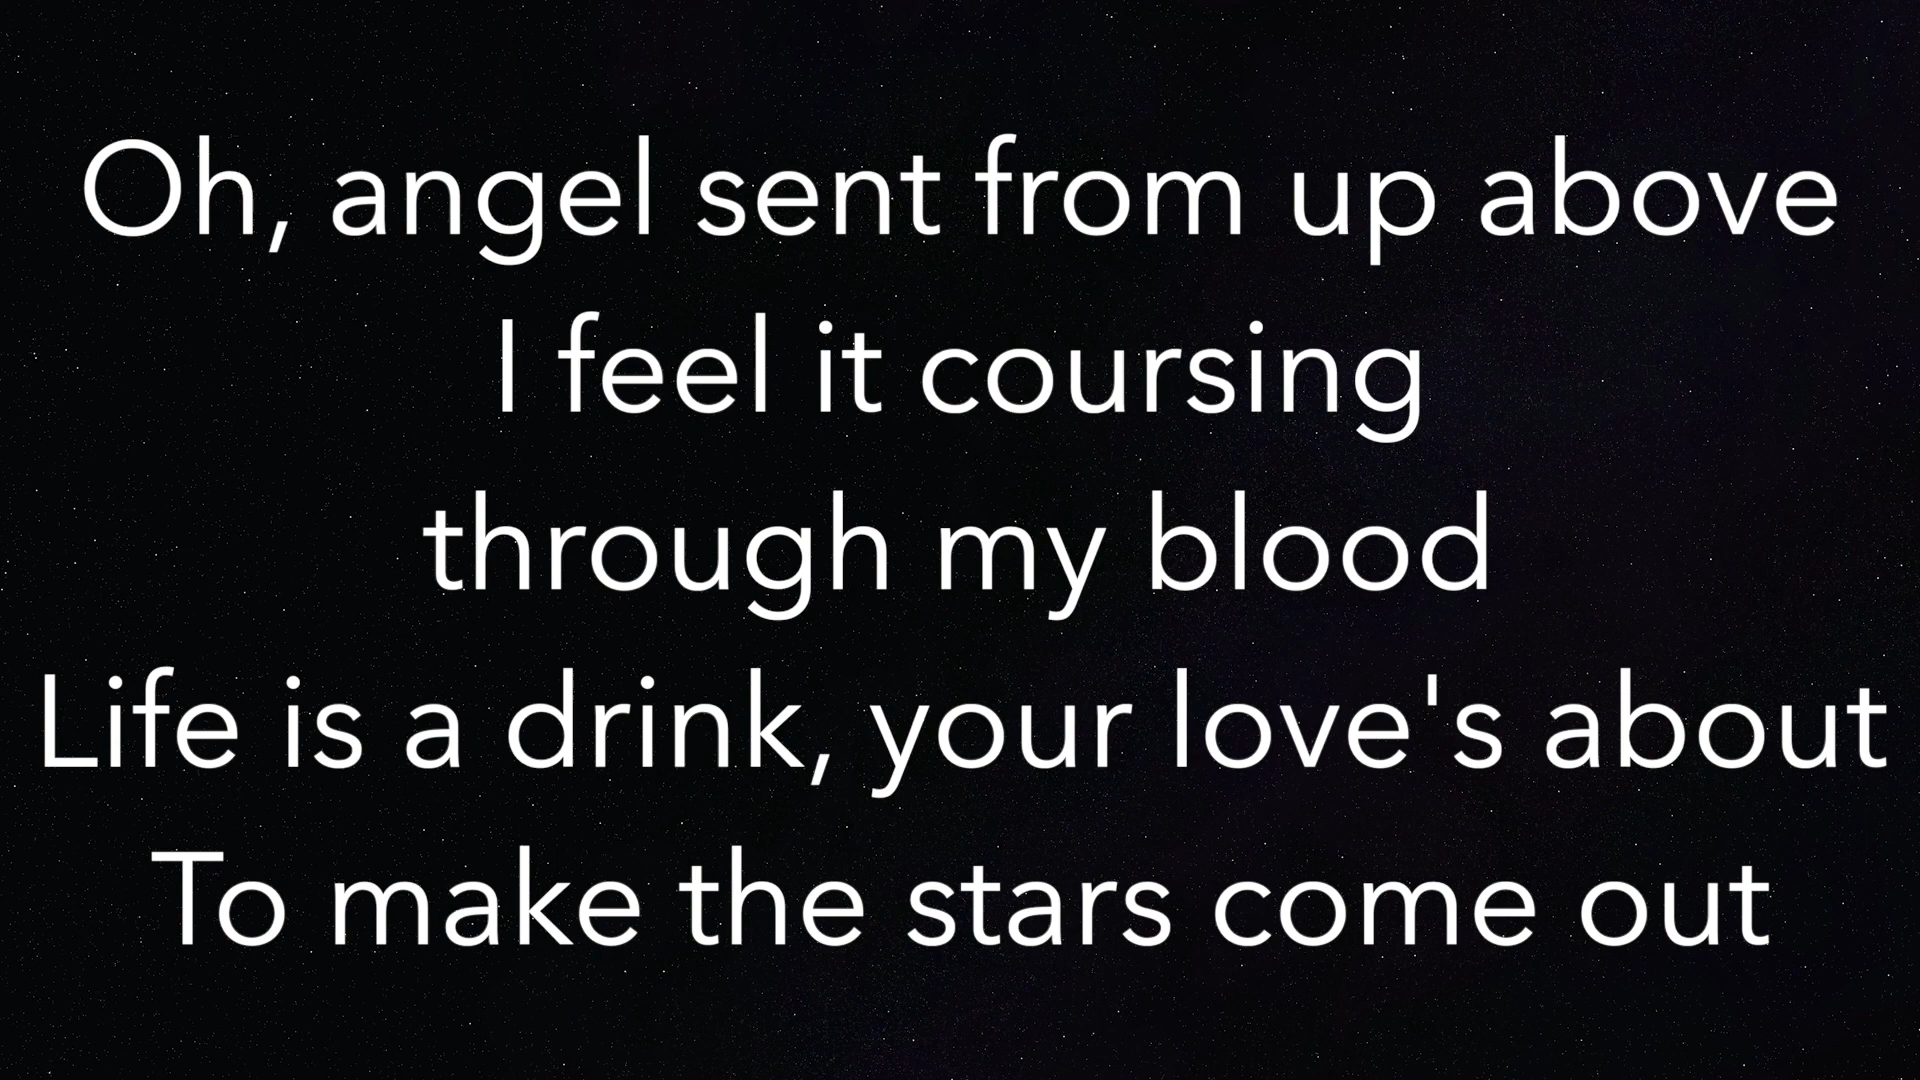 Oh, angel sent from up above
I feel it coursing
through my blood
Life is a drink, your love's about
To make the stars come out